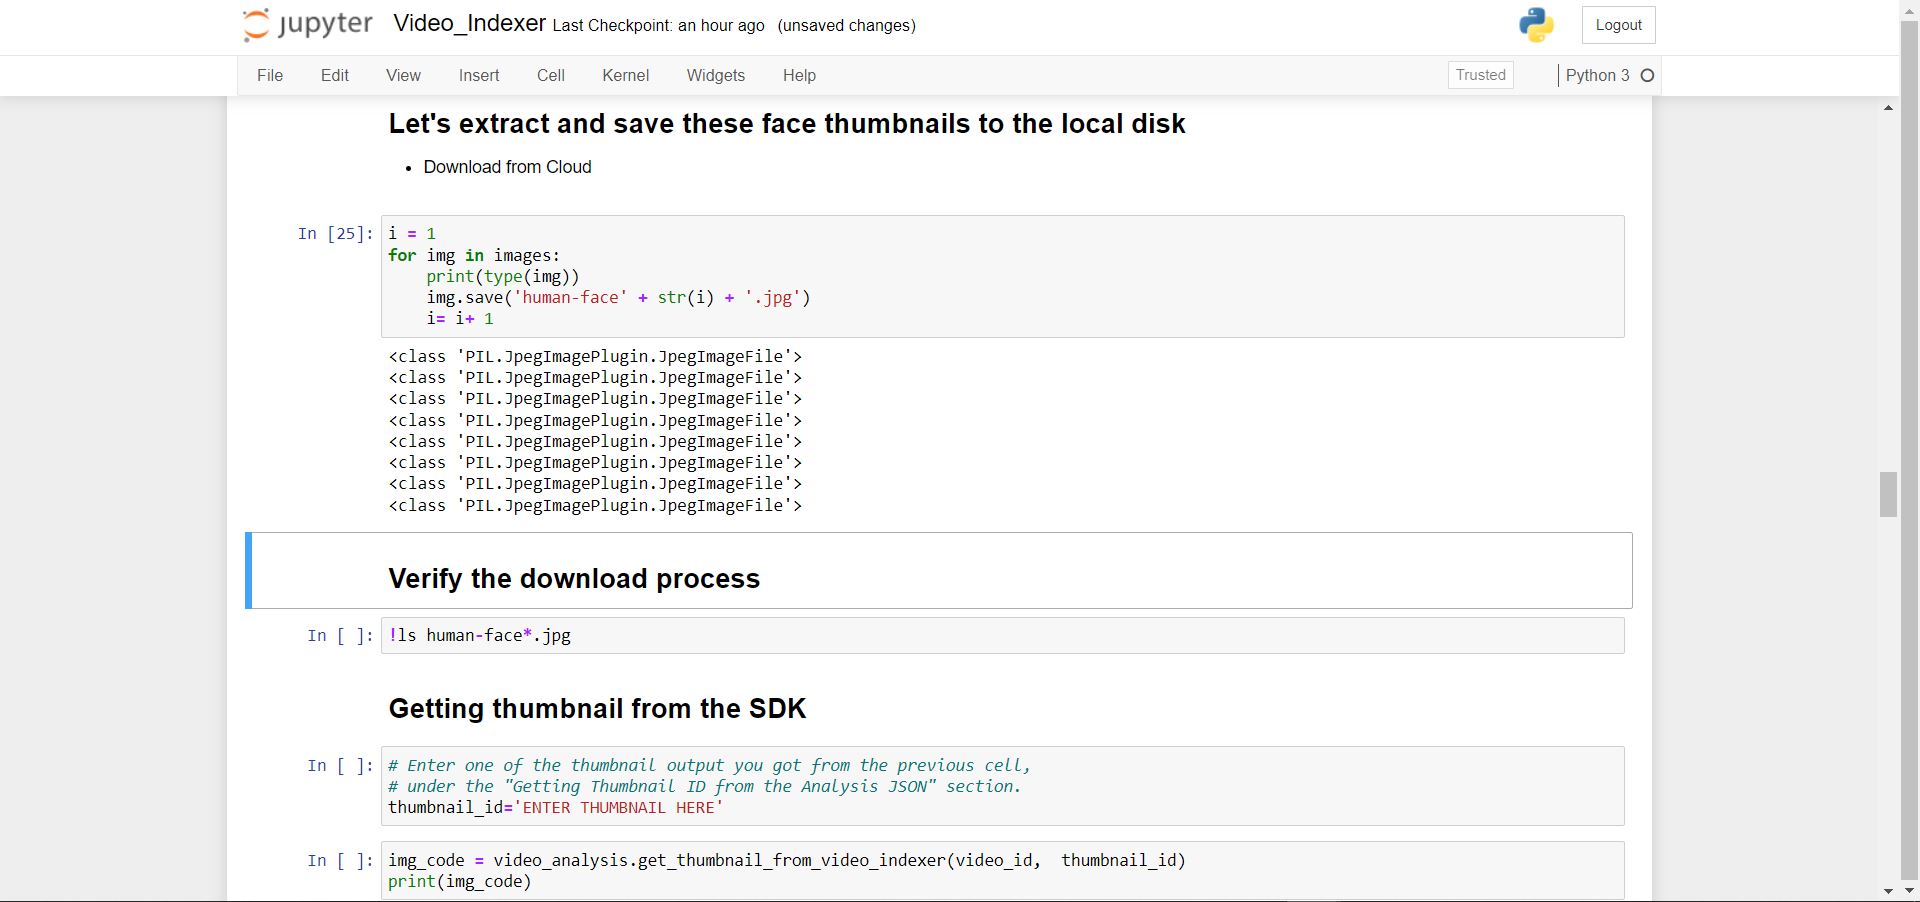 jupyter Video_Indexer Last Checkpoint: an hour ago (unsaved changes) Logout
File Edit View Insert Cell Kernel Widgets Help Trusted Python 3
Let's extract and save these face thumbnails to the local disk
• Download from Cloud
In [25]: i = 1
for img in images:
    print(type(img))
    img.save('human-face' + str(i) + '.jpg')
    i= i+ 1
<class 'PIL.JpegImagePlugin.JpegImageFile'>
<class 'PIL.JpegImagePlugin.JpegImageFile'>
<class 'PIL.JpegImagePlugin.JpegImageFile'>
<class 'PIL.JpegImagePlugin.JpegImageFile'>
<class 'PIL.JpegImagePlugin.JpegImageFile'>
<class 'PIL.JpegImagePlugin.JpegImageFile'>
<class 'PIL.JpegImagePlugin.JpegImageFile'>
<class 'PIL.JpegImagePlugin.JpegImageFile'>
Verify the download process
In [ ]: !ls human-face*.jpg
Getting thumbnail from the SDK
In [ ]: # Enter one of the thumbnail output you got from the previous cell,
# under the "Getting Thumbnail ID from the Analysis JSON" section.
thumbnail_id='ENTER THUMBNAIL HERE'
In [ ]: img_code = video_analysis.get_thumbnail_from_video_indexer(video_id,  thumbnail_id)
print(img_code)